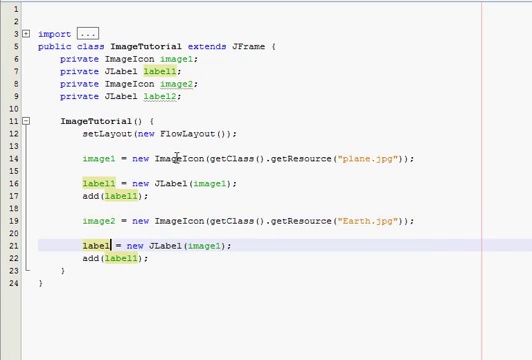 1
2
3 import ...
5 public class ImageTutorial extends JFrame {
6 private ImageIcon image1;
7 private JLabel label1;
8 private ImageIcon image2;
9 private JLabel label2;
10
11 ImageTutorial() {
12 setLayout(new FlowLayout());
13
14 image1 = new ImageIcon(getClass().getResource("plane.jpg"));
15
16 label1 = new JLabel(image1);
17 add(label1);
18
19 image2 = new ImageIcon(getClass().getResource("Earth.jpg"));
20
21 label = new JLabel(image1);
22 add(label1);
23 }
24 }